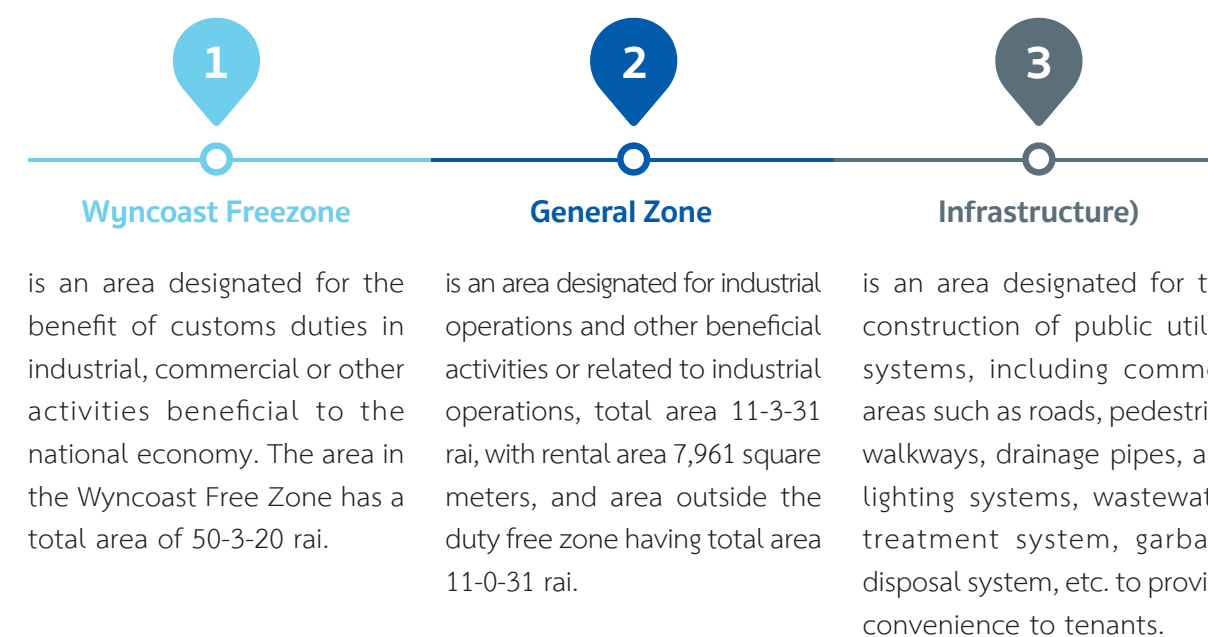 1
Wyncoast Freezone
is an area designated for the
benefit of customs duties in
industrial, commercial or other
activities beneficial to the
national economy. The area in
the Wyncoast Free Zone has a
total area of 50-3-20 rai.
2
General Zone
is an area designated for industrial
operations and other beneficial
activities or related to industrial
operations, total area 11-3-31
rai, with rental area 7,961 square
meters, and area outside the
duty free zone having total area
11-0-31 rai.
3
Infrastructure)
is an area designated for
construction of public
systems, including
areas such as roads,
walkways, drainage pipes,
lighting systems,
treatment system,
disposal system, etc. to
convenience to tenants.